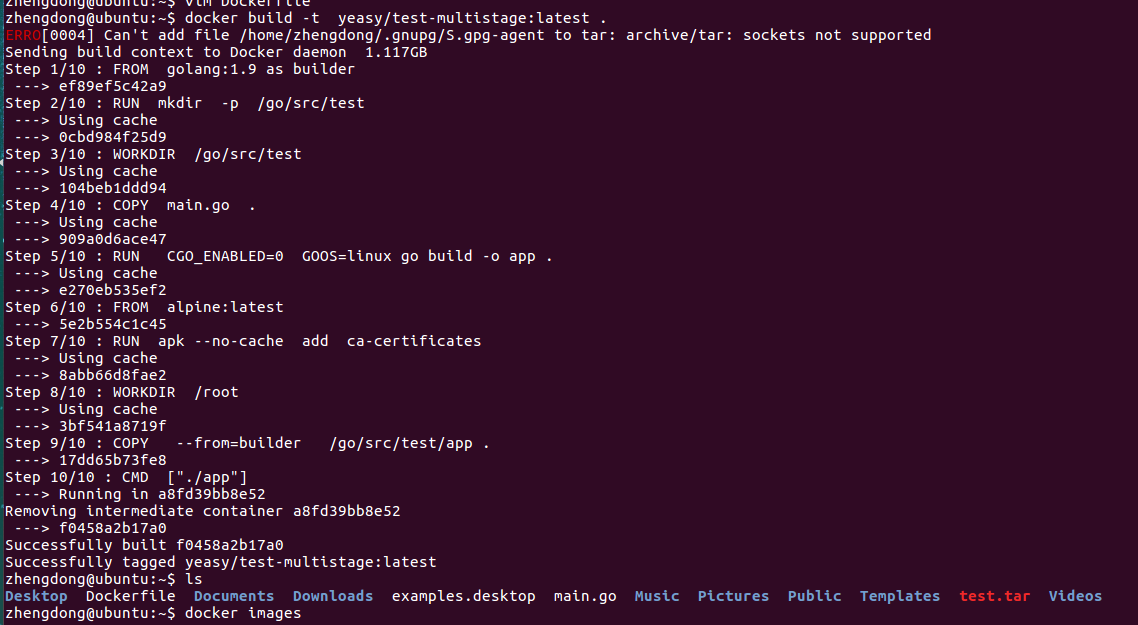 zhengdong@ubuntu:~$ vim Dockerfile
zhengdong@ubuntu:~$ docker build -t  yeasy/test-multistage:latest .
ERRO[0004] Can't add file /home/zhengdong/.gnupg/S.gpg-agent to tar: archive/tar: sockets not supported
Sending build context to Docker daemon  1.117GB
Step 1/10 : FROM  golang:1.9 as builder
 ---> ef89ef5c42a9
Step 2/10 : RUN  mkdir  -p  /go/src/test
 ---> Using cache
 ---> 0cbd984f25d9
Step 3/10 : WORKDIR  /go/src/test
 ---> Using cache
 ---> 104beb1ddd94
Step 4/10 : COPY  main.go  .
 ---> Using cache
 ---> 909a0d6ace47
Step 5/10 : RUN   CGO_ENABLED=0  GOOS=linux go build -o app .
 ---> Using cache
 ---> e270eb535ef2
Step 6/10 : FROM  alpine:latest
 ---> 5e2b554c1c45
Step 7/10 : RUN  apk --no-cache  add  ca-certificates
 ---> Using cache
 ---> 8abb66d8fae2
Step 8/10 : WORKDIR  /root
 ---> Using cache
 ---> 3bf541a8719f
Step 9/10 : COPY   --from=builder   /go/src/test/app .
 ---> 17dd65b73fe8
Step 10/10 : CMD  ["./app"]
 ---> Running in a8fd39bb8e52
Removing intermediate container a8fd39bb8e52
 ---> f0458a2b17a0
Successfully built f0458a2b17a0
Successfully tagged yeasy/test-multistage:latest
zhengdong@ubuntu:~$ ls
Desktop  Dockerfile  Documents  Downloads  examples.desktop  main.go  Music  Pictures  Public  Templates  test.tar  Videos
zhengdong@ubuntu:~$ docker images